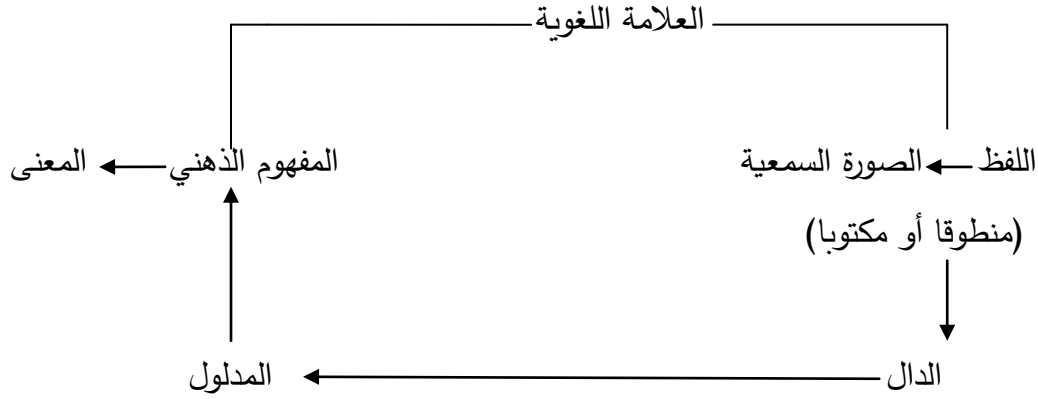 العلامة اللغوية
اللفظ الصورة السمعية المفهوم الذهني المعنى
(منطوقا أو مكتوبا)
الدال المدلول